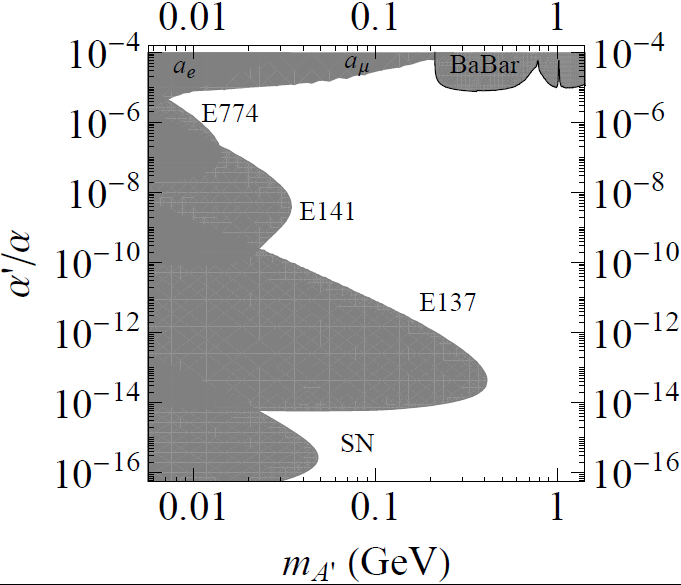 0.01 0.1 1
10⁻⁴ aₑ a_μ BaBar 10⁻⁴
E774
10⁻⁶ 10⁻⁶
10⁻⁸ 10⁻⁸
E141
10⁻¹⁰ 10⁻¹⁰
α'/α
E137
10⁻¹² 10⁻¹²
10⁻¹⁴ 10⁻¹⁴
SN
10⁻¹⁶ 10⁻¹⁶
0.01 0.1 1
m_A' (GeV)